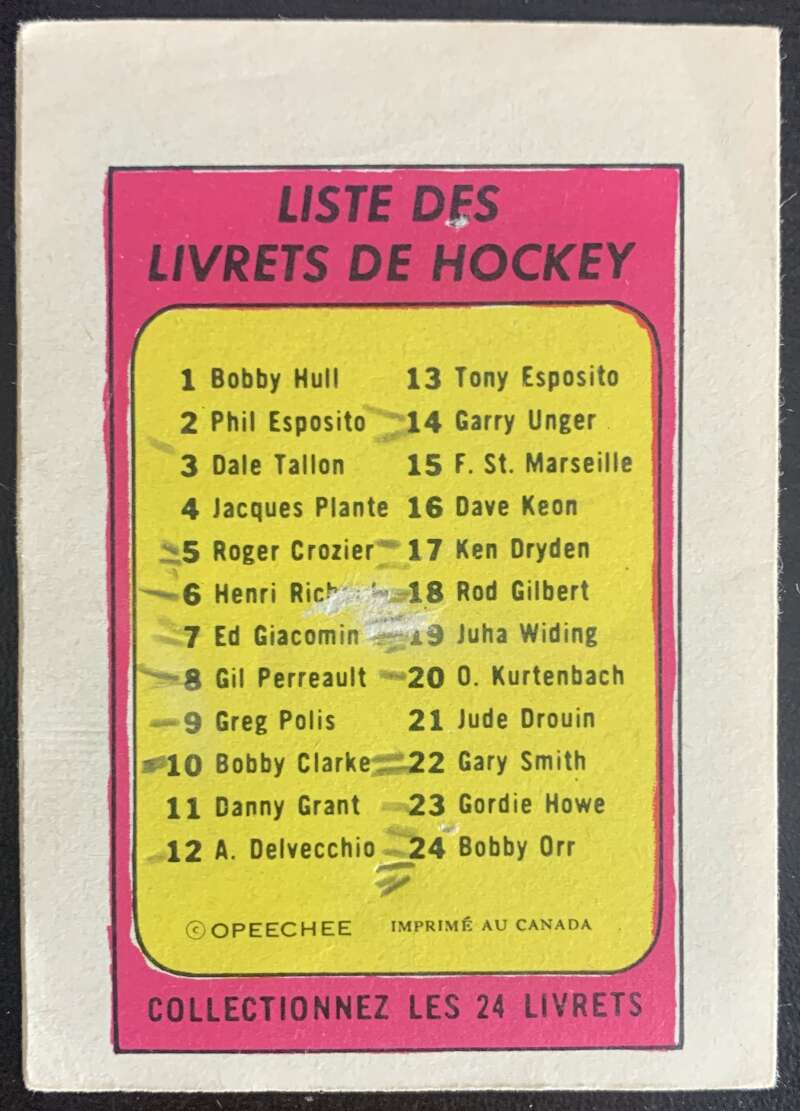 LISTE DES
LIVRETS DE HOCKEY
1 Bobby Hull
2 Phil Esposito
3 Dale Tallon
4 Jacques Plante
5 Roger Crozier
6 Henri
7 Ed Giacomin
8 Gil Perreault
9 Greg Polis
10 Bobby Clarke
11 Danny Grant
12 A. Delvecchio
13 Tony Esposito
14 Garry Unger
15 F. St. Marseille
16 Dave Keon
17 Ken Dryden
18 Rod Gilbert
19 Juha Widing
20 O. Kurtenbach
21 Jude Drouin
22 Gary Smith
23 Gordie Howe
24 Bobby Orr
© OPEECHEE IMPRIMÉ AU CANADA
COLLECTIONNEZ LES 24 LIVRETS